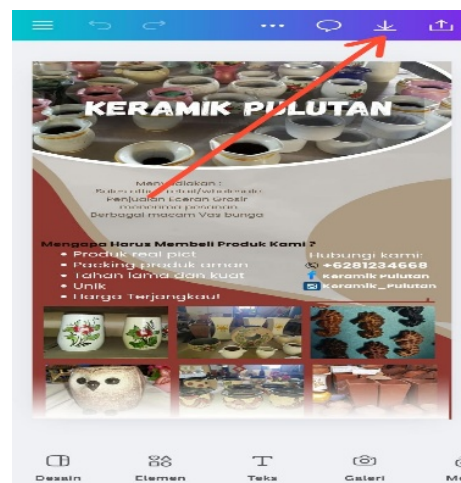 KERAMIK PULUTAN
Menyediakan :
Penjualan Eceran Grosir
menerima pesanan
Berbagai macam Vas bunga
Mengapa Harus Membeli Produk Kami ?
• Produk real pict
• Packing produk aman
• Tahan lama dan kuat
• Unik
• Harga Terjangkau!
Hubungi kami:
+6281234668
Keramik Pulutan
Keramik_Pulutan
Desain
Elemen
Teks
Galeri